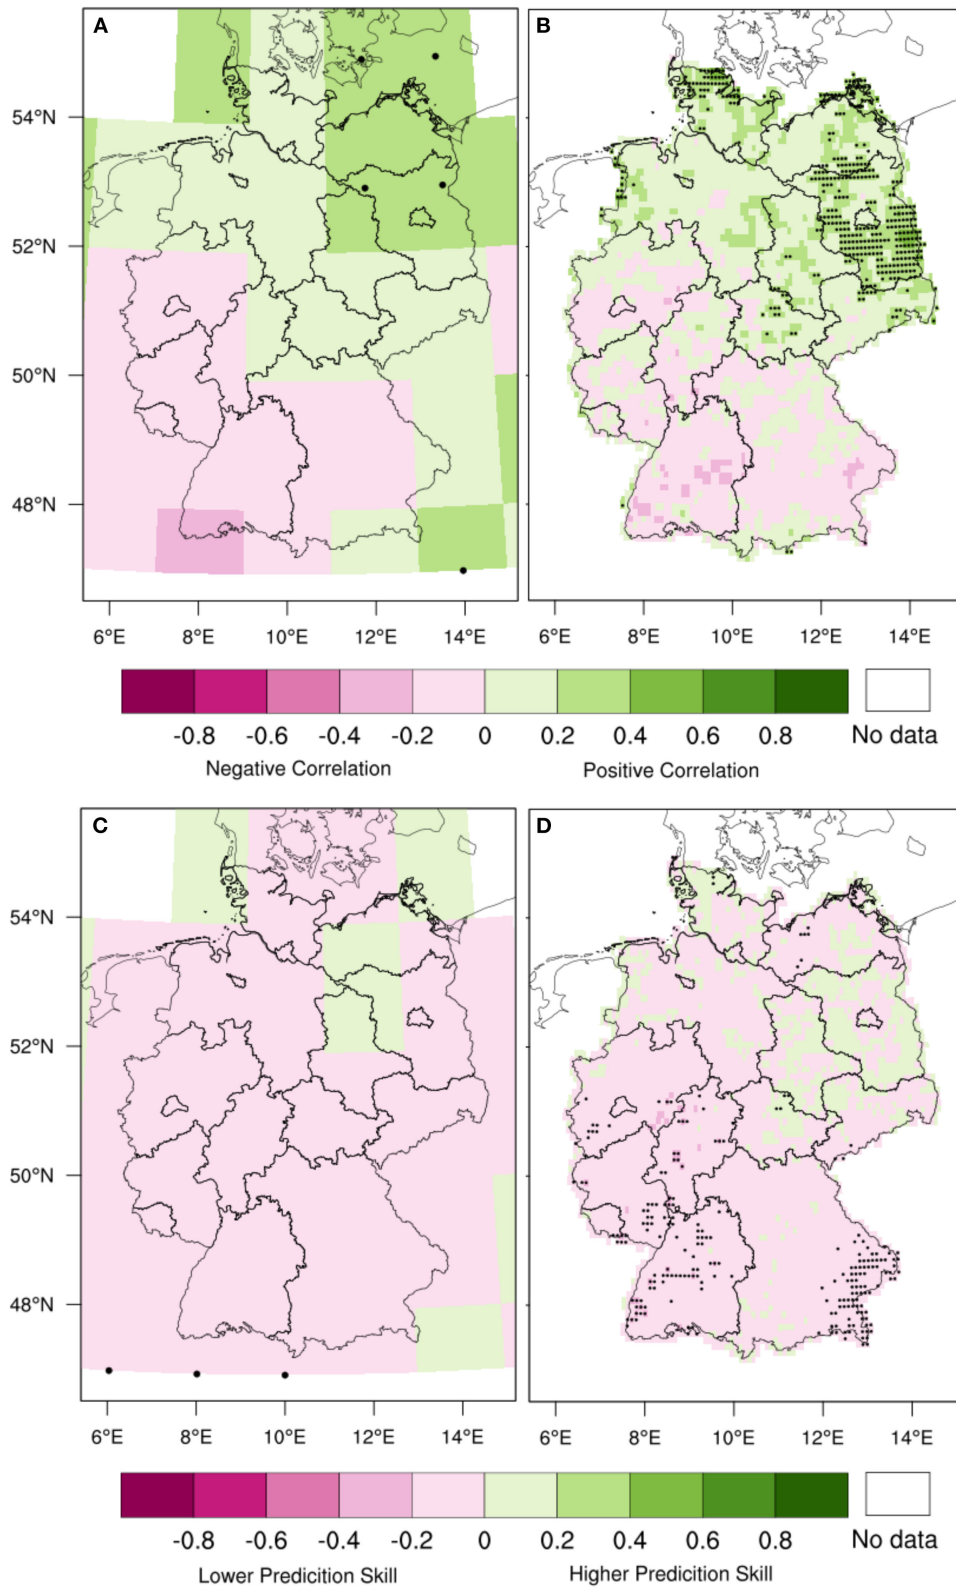 A
B
54°N
52°N
50°N
48°N
6°E 8°E 10°E 12°E 14°E
6°E 8°E 10°E 12°E 14°E
-0.8 -0.6 -0.4 -0.2 0 0.2 0.4 0.6 0.8 No data
Negative Correlation Positive Correlation
C
D
54°N
52°N
50°N
48°N
6°E 8°E 10°E 12°E 14°E
6°E 8°E 10°E 12°E 14°E
-0.8 -0.6 -0.4 -0.2 0 0.2 0.4 0.6 0.8 No data
Lower Predicition Skill Higher Predicition Skill